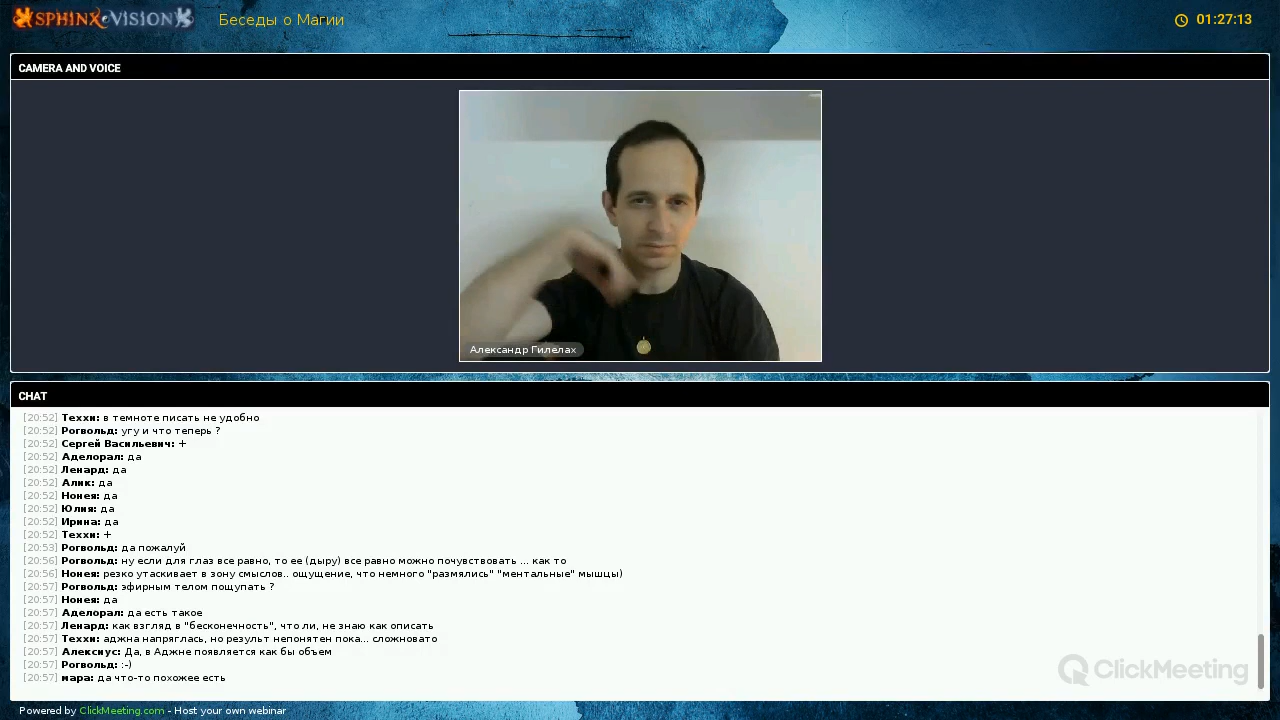 SPHINX VISION
Беседы о Магии
01:27:13
CAMERA AND VOICE
Александр Гилелах
CHAT
[20:52] Теххи: в темноте писать не удобно
[20:52] Рогвольд: угу и что теперь ?
[20:52] Сергей Васильевич: +
[20:52] Аделорал: да
[20:52] Ленард: да
[20:52] Алик: да
[20:52] Нонея: да
[20:52] Юлия: да
[20:52] Ирина: да
[20:52] Теххи: +
[20:53] Рогвольд: да пожалуй
[20:56] Рогвольд: ну если для глаз все равно, то ее (дыру) все равно можно почувствовать ... как то
[20:56] Нонея: резко утаскивает в зону смыслов.. ощущение, что немного "размялись" "ментальные" мышцы)
[20:57] Рогвольд: эфирным телом пощупать ?
[20:57] Нонея: да
[20:57] Аделорал: да есть такое
[20:57] Ленард: как взгляд в "бесконечность", что ли, не знаю как описать
[20:57] Теххи: аджна напряглась, но результ непонятен пока... сложновато
[20:57] Алексиус: Да, в Аджне появляется как бы объем
[20:57] Рогвольд: :-)
[20:57] мара: да что-то похожее есть
ClickMeeting
Powered by ClickMeeting.com - Host your own webinar